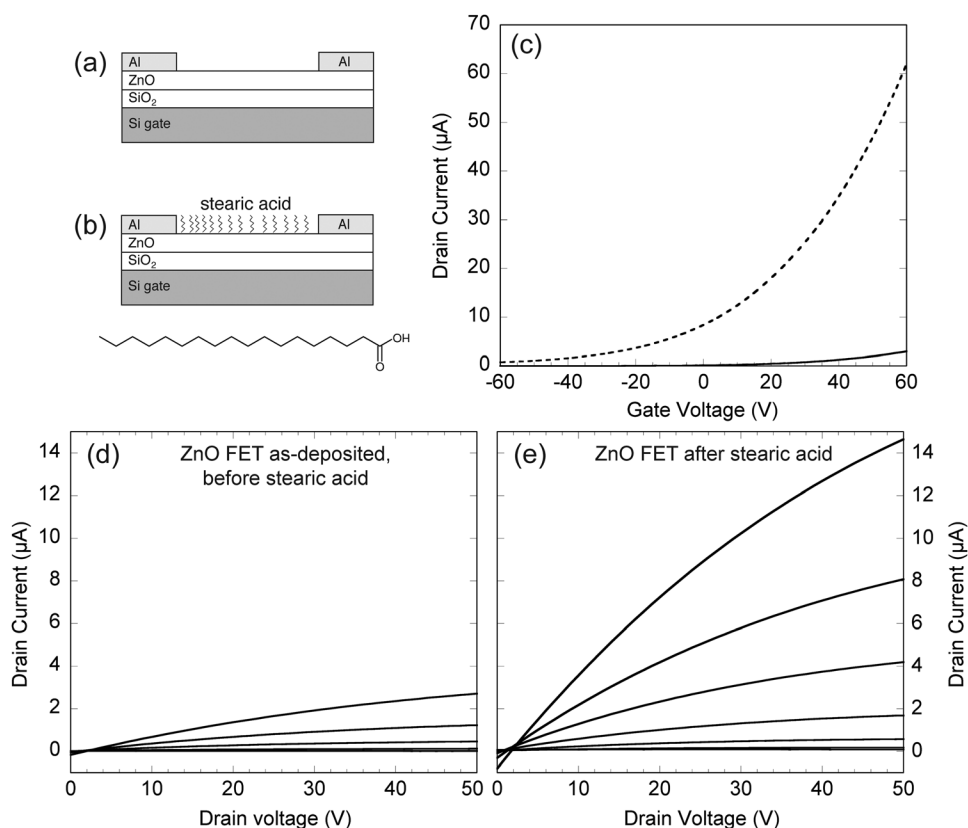 (a)
Al Al
ZnO
SiO₂
Si gate
(b)
stearic acid
Al Al
ZnO
SiO₂
Si gate
OH
O
(c)
Drain Current (µA)
70
60
50
40
30
20
10
0
-60 -40 -20 0 20 40 60
Gate Voltage (V)
(d)
ZnO FET as-deposited,
before stearic acid
Drain Current (µA)
14
12
10
8
6
4
2
0
0 10 20 30 40 50
Drain voltage (V)
(e)
ZnO FET after stearic acid
14
12
10
8
6
4
2
0
Drain Current (µA)
0 10 20 30 40 50
Drain Voltage (V)